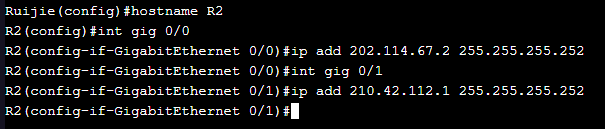 Ruijie(config)#hostname R2
R2(config)#int gig 0/0
R2(config-if-GigabitEthernet 0/0)#ip add 202.114.67.2 255.255.255.252
R2(config-if-GigabitEthernet 0/0)#int gig 0/1
R2(config-if-GigabitEthernet 0/1)#ip add 210.42.112.1 255.255.255.252
R2(config-if-GigabitEthernet 0/1)#